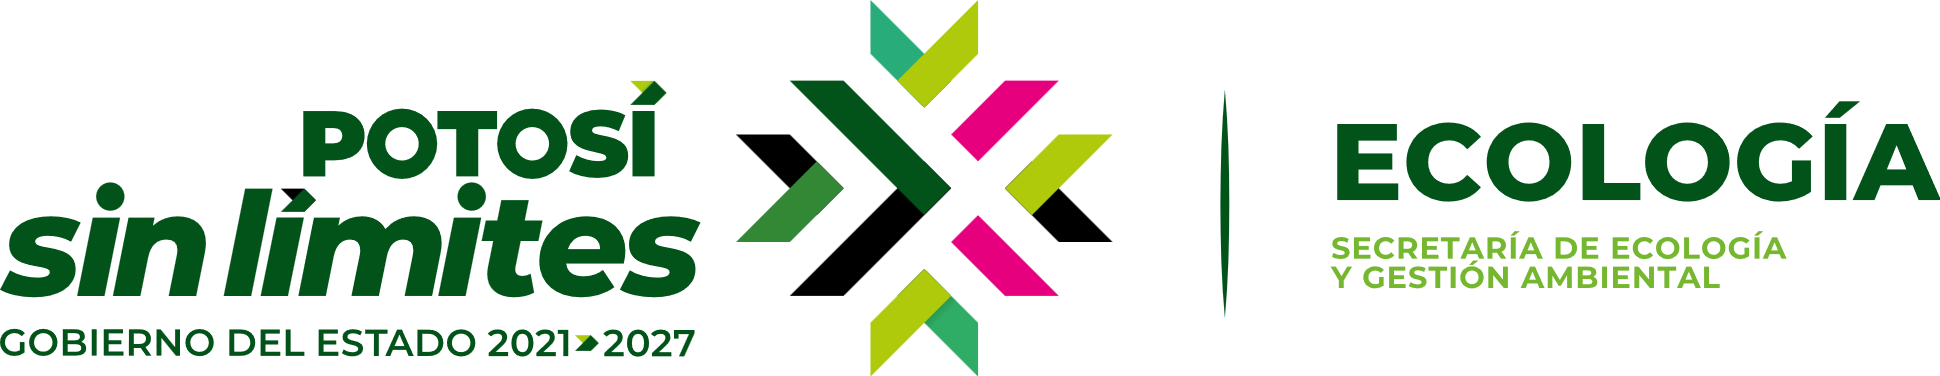 POTOSÍ
sin límites
GOBIERNO DEL ESTADO 2021 2027
ECOLOGÍA
SECRETARÍA DE ECOLOGÍA
Y GESTIÓN AMBIENTAL